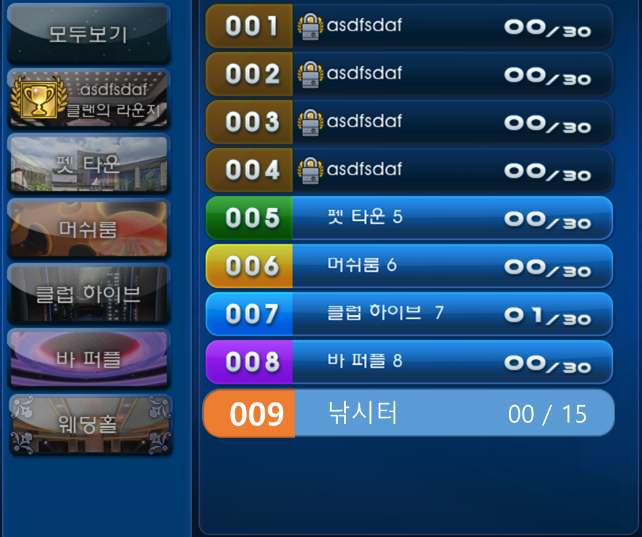 모두보기
asdfsdaf
클랜의 라운지
펫 타운
머쉬룸
클럽 하이브
바 퍼플
웨딩홀
001 asdfsdaf 00/30
002 asdfsdaf 00/30
003 asdfsdaf 00/30
004 asdfsdaf 00/30
005 펫 타운 5 00/30
006 머쉬룸 6 00/30
007 클럽 하이브 7 01/30
008 바 퍼플 8 00/30
009 낚시터 00 / 15